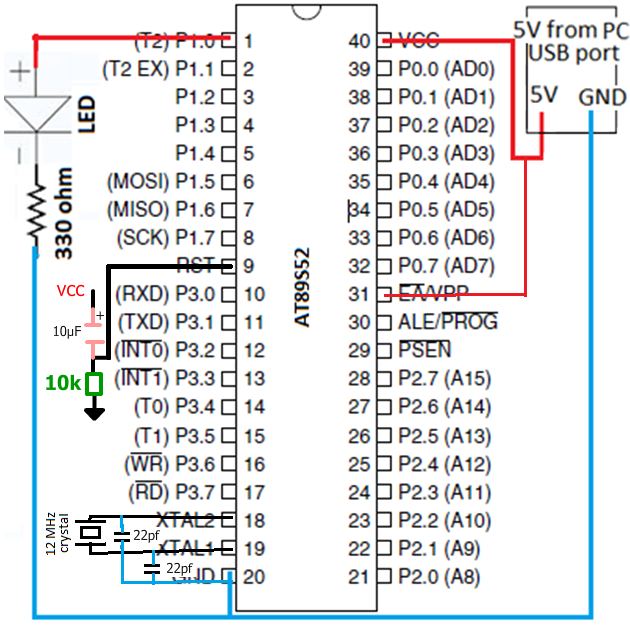 (T2) P1.0 1
(T2 EX) P1.1 2
P1.2 3
P1.3 4
P1.4 5
(MOSI) P1.5 6
(MISO) P1.6 7
(SCK) P1.7 8
RST 9
(RXD) P3.0 10
(TXD) P3.1 11
(INT0) P3.2 12
(INT1) P3.3 13
(T0) P3.4 14
(T1) P3.5 15
(WR) P3.6 16
(RD) P3.7 17
XTAL2 18
XTAL1 19
GND 20
AT89S52
40 VCC
39 P0.0 (AD0)
38 P0.1 (AD1)
37 P0.2 (AD2)
36 P0.3 (AD3)
35 P0.4 (AD4)
34 P0.5 (AD5)
33 P0.6 (AD6)
32 P0.7 (AD7)
31 EA/VPP
30 ALE/PROG
29 PSEN
28 P2.7 (A15)
27 P2.6 (A14)
26 P2.5 (A13)
25 P2.4 (A12)
24 P2.3 (A11)
23 P2.2 (A10)
22 P2.1 (A9)
21 P2.0 (A8)
5V from PC
USB port
5V
GND
+
LED
−
330 ohm
VCC
+
10µF
10k
12 MHz
crystal
22pf
22pf